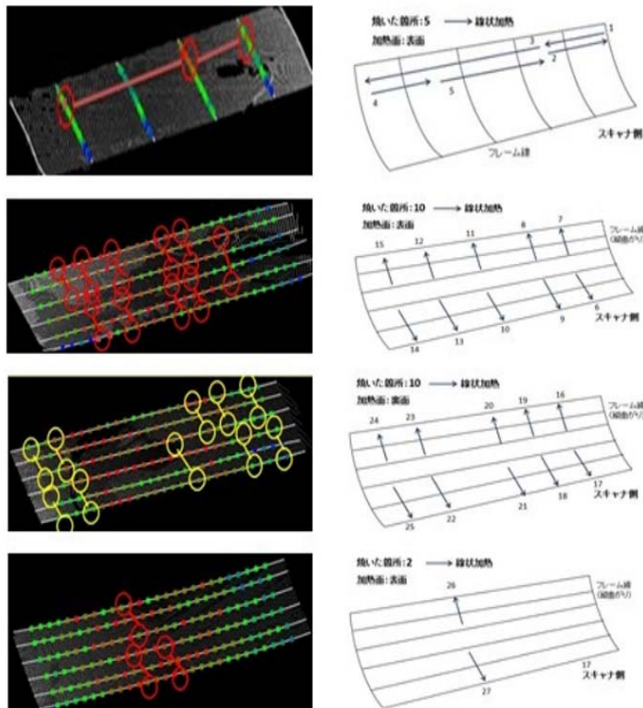 焼いた箇所:5 → 線状加熱
加熱面:表面
1
3
2
4
5
スキャナ側
フレーム線
焼いた箇所:10 → 線状加熱
加熱面:表面
7
8
11
12
15
フレーム線
(縦曲がり)
6
スキャナ側
9
10
13
14
焼いた箇所:10 → 線状加熱
加熱面:裏面
16
19
20
23
24
フレーム線
(縦曲がり)
17
スキャナ側
18
21
22
25
焼いた箇所:2 → 線状加熱
加熱面:表面
26
フレーム線
(縦曲がり)
17
スキャナ側
27